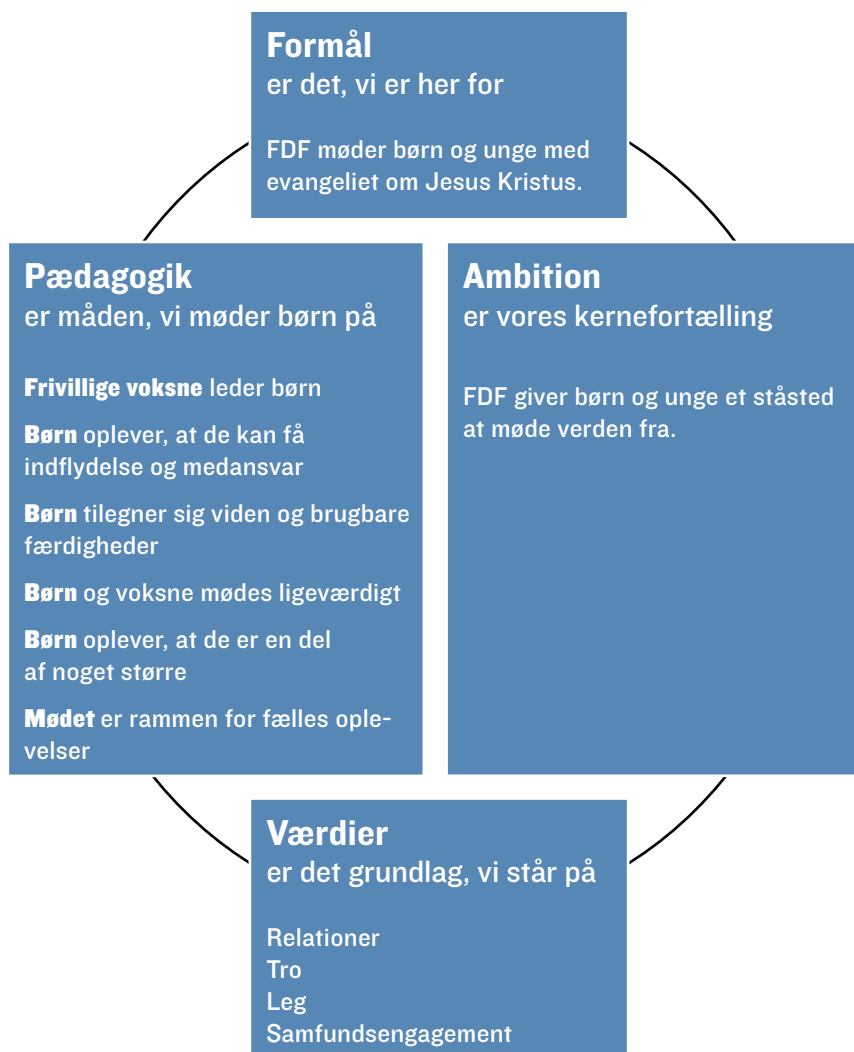 Formål
er det, vi er her for
FDF møder børn og unge med
evangeliet om Jesus Kristus.
Pædagogik
er måden, vi møder børn på
Frivillige voksne leder børn
Børn oplever, at de kan få
indflydelse og medansvar
Børn tilegner sig viden og brugbare
færdigheder
Børn og voksne mødes ligeværdigt
Børn oplever, at de er en del
af noget større
Mødet er rammen for fælles ople-
velser
Ambition
er vores kernefortælling
FDF giver børn og unge et ståsted
at møde verden fra.
Værdier
er det grundlag, vi står på
Relationer
Tro
Leg
Samfundsengagement